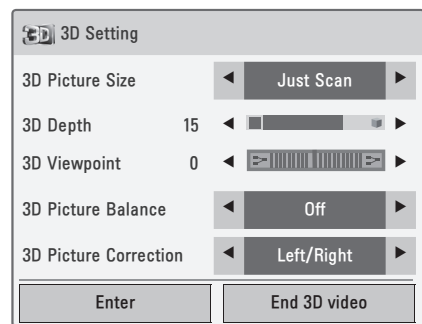 3D 3D Setting
3D Picture Size Just Scan
3D Depth 15
3D Viewpoint 0
3D Picture Balance Off
3D Picture Correction Left/Right
Enter End 3D video